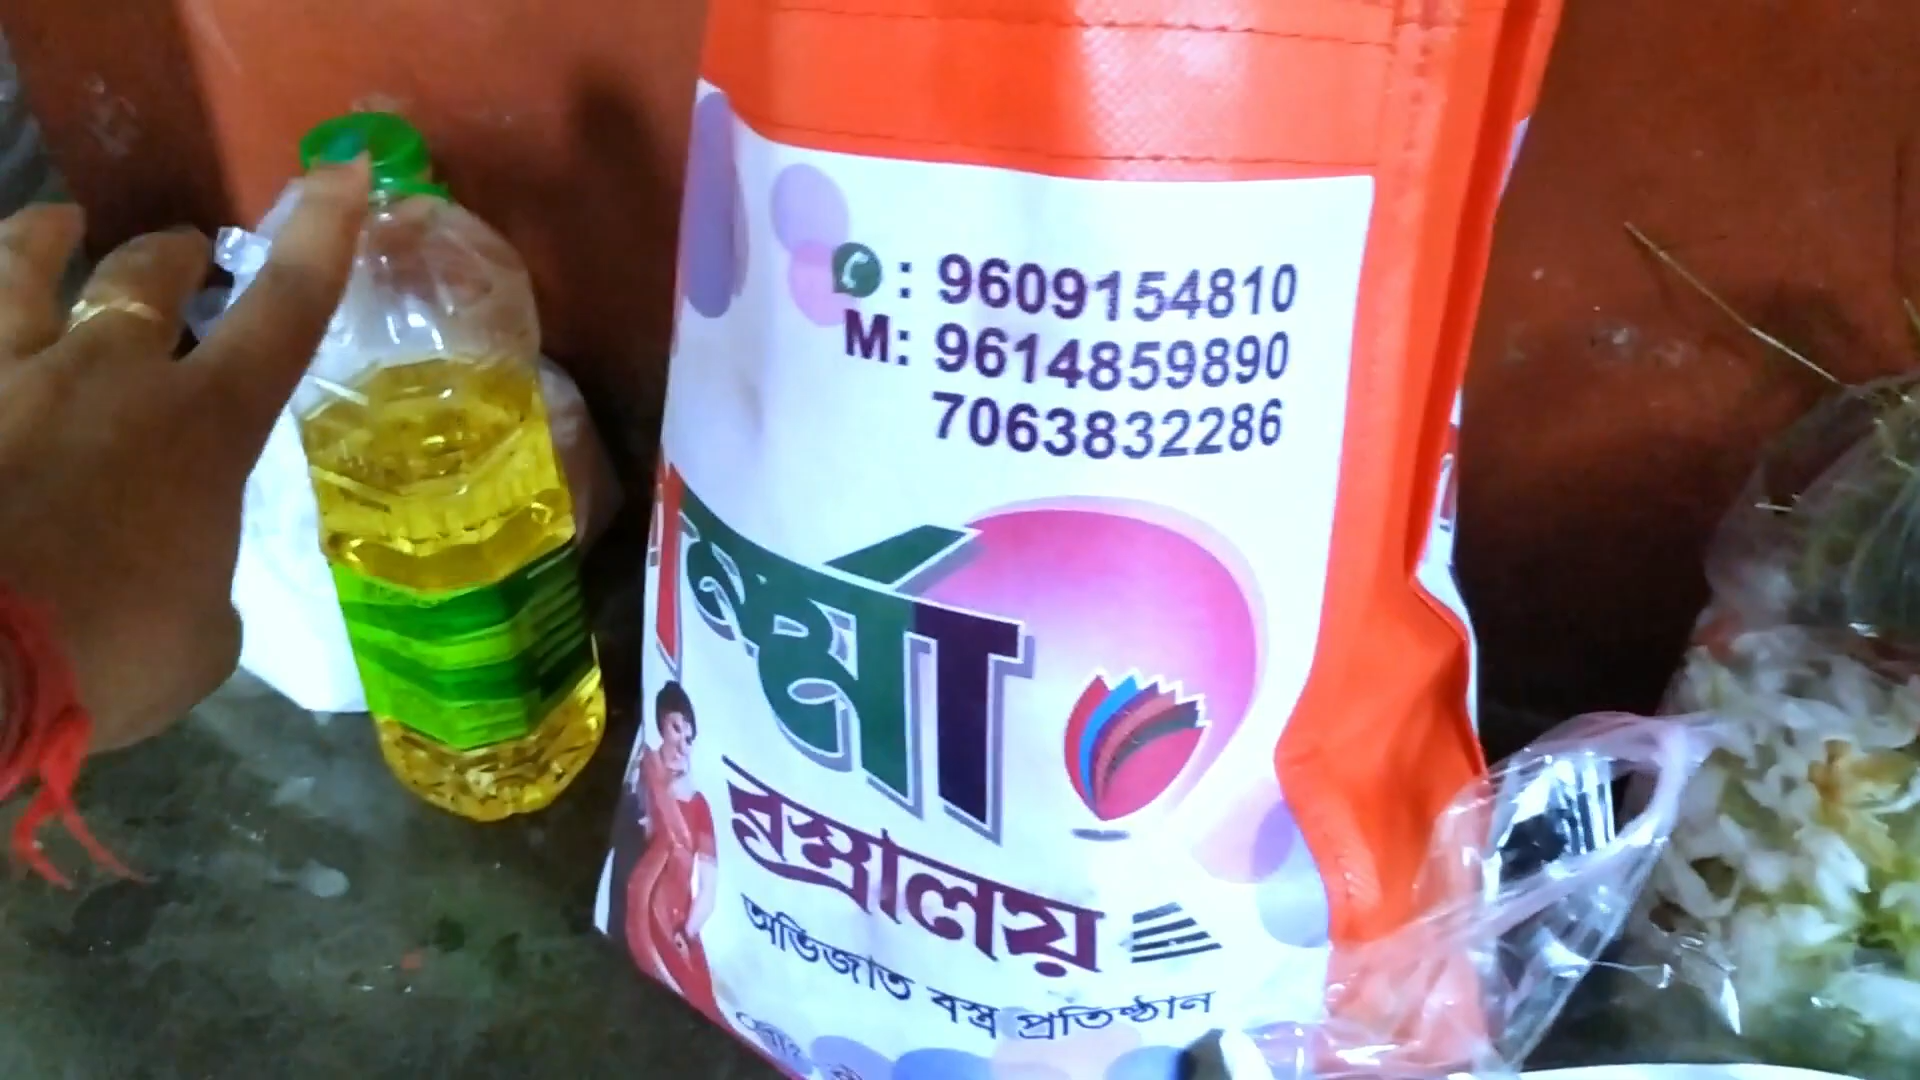 : 9609154810
M: 9614859890
7063832286
বস্ত্রালয়
অভিজাত বস্ত্র প্রতিষ্ঠান